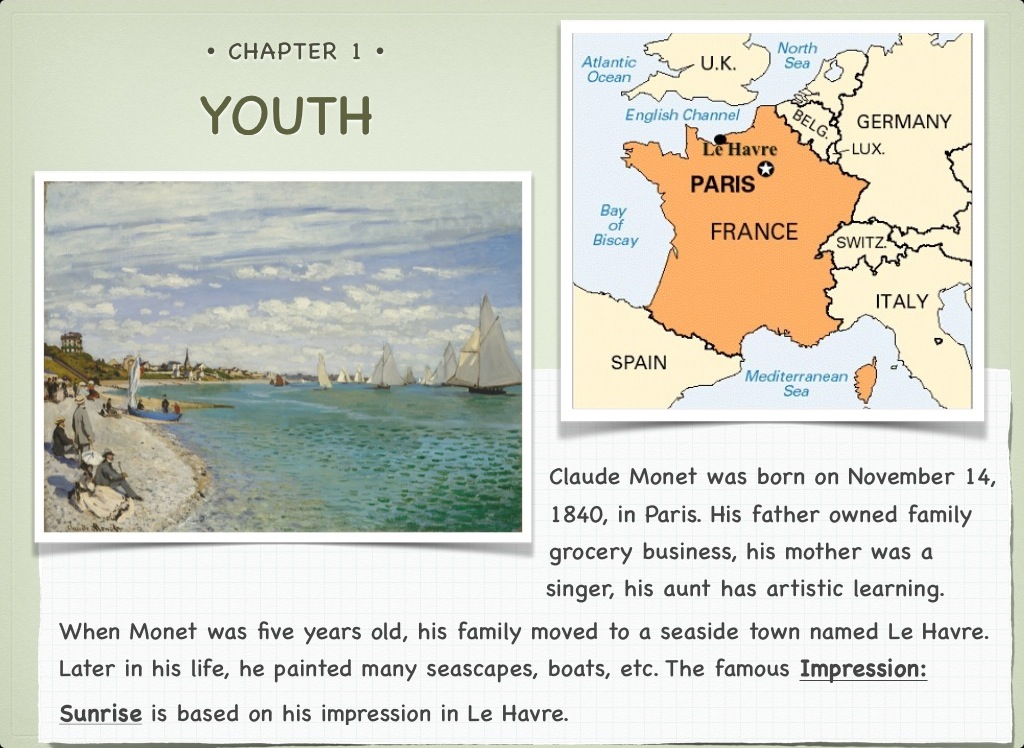 • CHAPTER 1 •
YOUTH
Atlantic
Ocean
U.K.
North
Sea
English Channel
BELG.
GERMANY
LUX.
Le Havre
PARIS
Bay
of
Biscay
FRANCE
SWITZ.
ITALY
SPAIN
Mediterranean
Sea
Claude Monet
Claude Monet was born on November 14,
1840, in Paris. His father owned family
grocery business, his mother was a
singer, his aunt has artistic learning.
When Monet was five years old, his family moved to a seaside town named Le Havre.
Later in his life, he painted many seascapes, boats, etc. The famous Impression:
Sunrise is based on his impression in Le Havre.